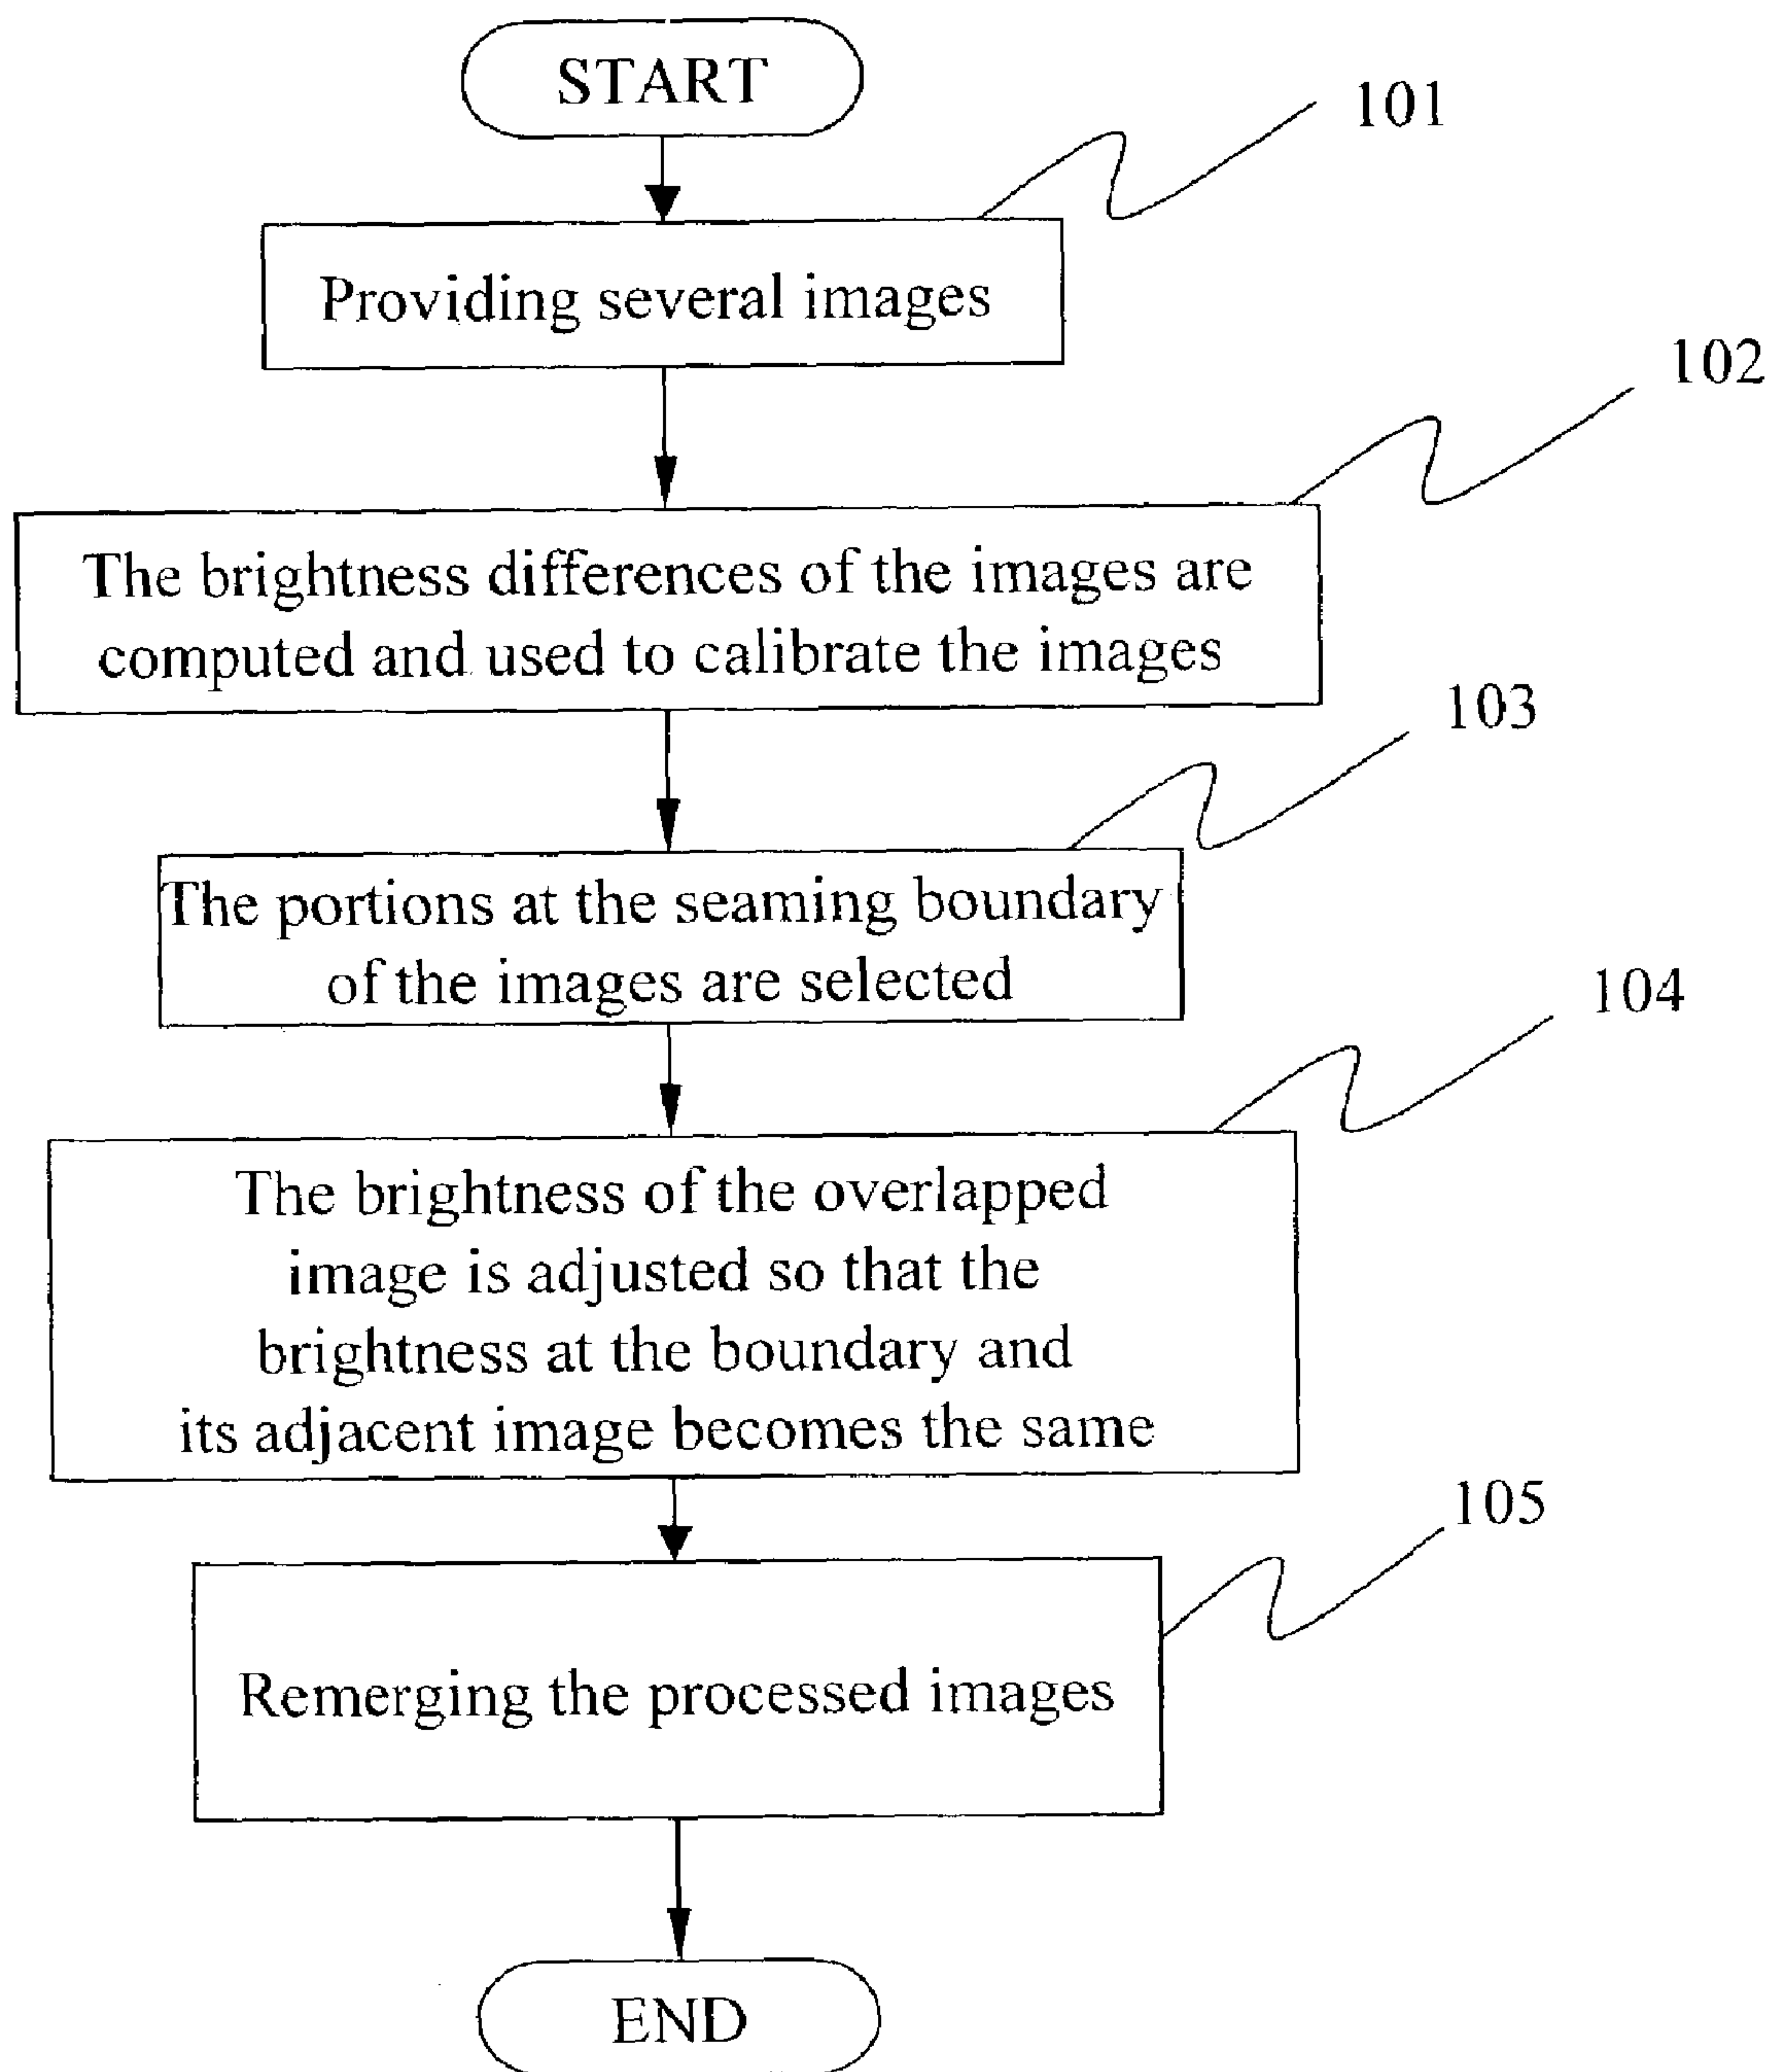 START
101
Providing several images
102
The brightness differences of the images are
computed and used to calibrate the images
103
The portions at the seaming boundary
of the images are selected
104
The brightness of the overlapped
image is adjusted so that the
brightness at the boundary and
its adjacent image becomes the same
105
Remerging the processed images
END